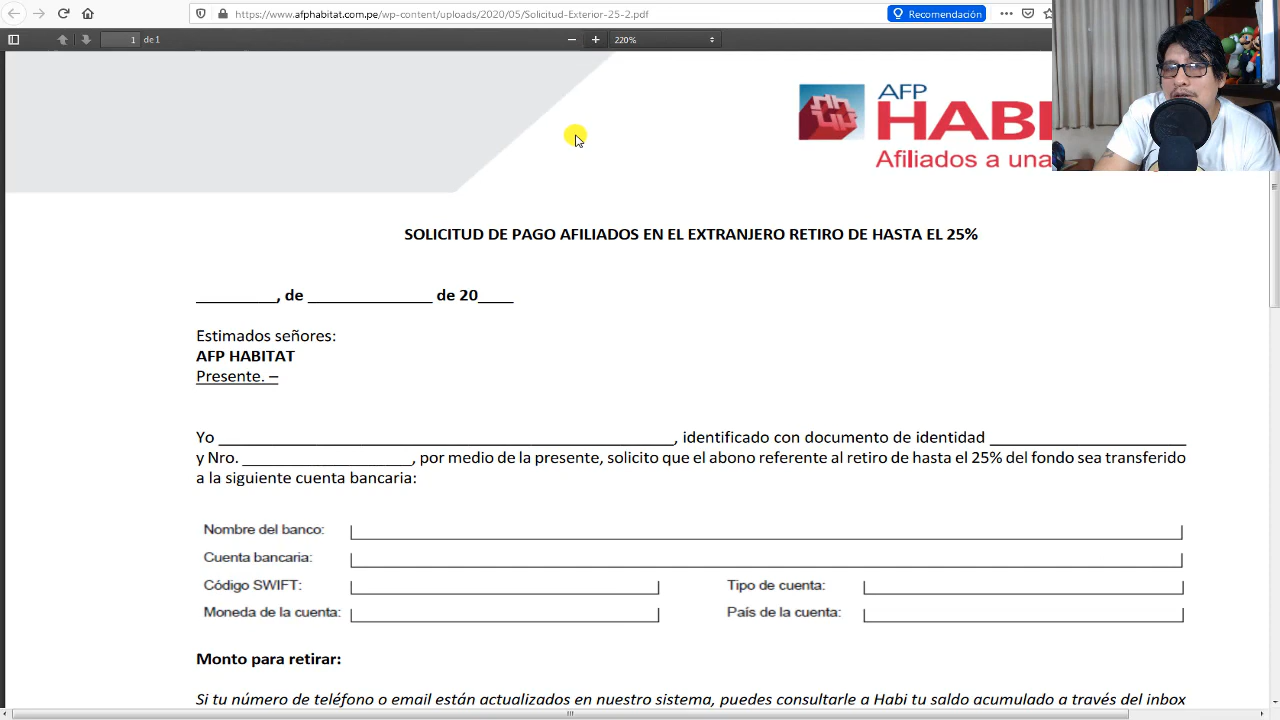 https://www.afphabitat.com.pe/wp-content/uploads/2020/05/Solicitud-Exterior-25-2.pdf
Recomendación
1 de 1
220%
AFP
HABI
Afiliados a una
SOLICITUD DE PAGO AFILIADOS EN EL EXTRANJERO RETIRO DE HASTA EL 25%
__________, de ________________ de 20____
Estimados señores:
AFP HABITAT
Presente. –
Yo ________________________________________________________, identificado con documento de identidad ________________________
y Nro. _____________________, por medio de la presente, solicito que el abono referente al retiro de hasta el 25% del fondo sea transferido
a la siguiente cuenta bancaria:
Nombre del banco:
Cuenta bancaria:
Código SWIFT: Tipo de cuenta:
Moneda de la cuenta: País de la cuenta:
Monto para retirar:
Si tu número de teléfono o email están actualizados en nuestro sistema, puedes consultarle a Habi tu saldo acumulado a través del inbox